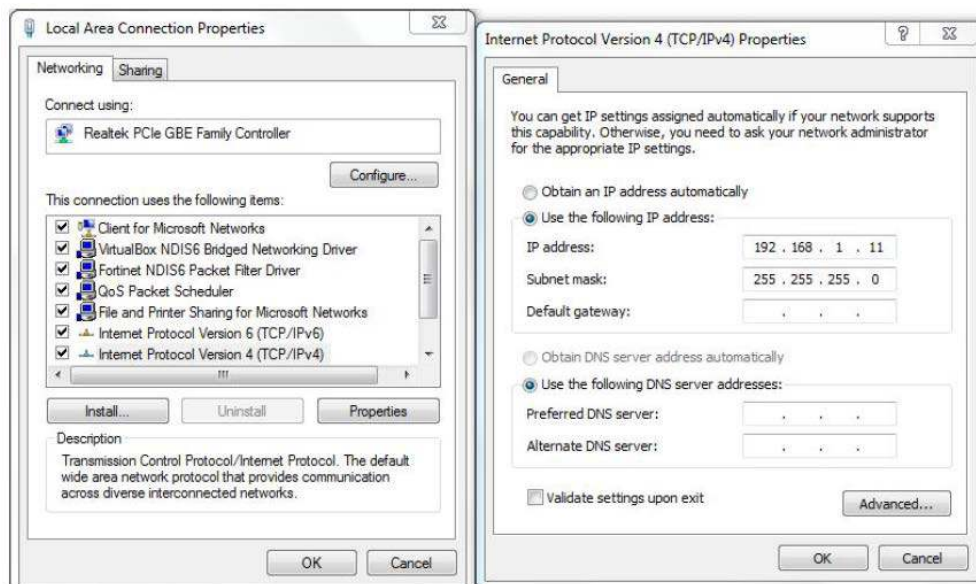 Local Area Connection Properties
Networking
Sharing
Connect using:
Realtek PCIe GBE Family Controller
Configure...
This connection uses the following items:
Client for Microsoft Networks
VirtualBox NDIS6 Bridged Networking Driver
Fortinet NDIS6 Packet Filter Driver
QoS Packet Scheduler
File and Printer Sharing for Microsoft Networks
Internet Protocol Version 6 (TCP/IPv6)
Internet Protocol Version 4 (TCP/IPv4)
Install...
Uninstall
Properties
Description
Transmission Control Protocol/Internet Protocol. The default
wide area network protocol that provides communication
across diverse interconnected networks.
OK
Cancel
Internet Protocol Version 4 (TCP/IPv4) Properties
General
You can get IP settings assigned automatically if your network supports
this capability. Otherwise, you need to ask your network administrator
for the appropriate IP settings.
Obtain an IP address automatically
Use the following IP address:
IP address: 192 . 168 . 1 . 11
Subnet mask: 255 . 255 . 255 . 0
Default gateway: . . .
Obtain DNS server address automatically
Use the following DNS server addresses:
Preferred DNS server: . . .
Alternate DNS server: . . .
Validate settings upon exit
Advanced...
OK
Cancel